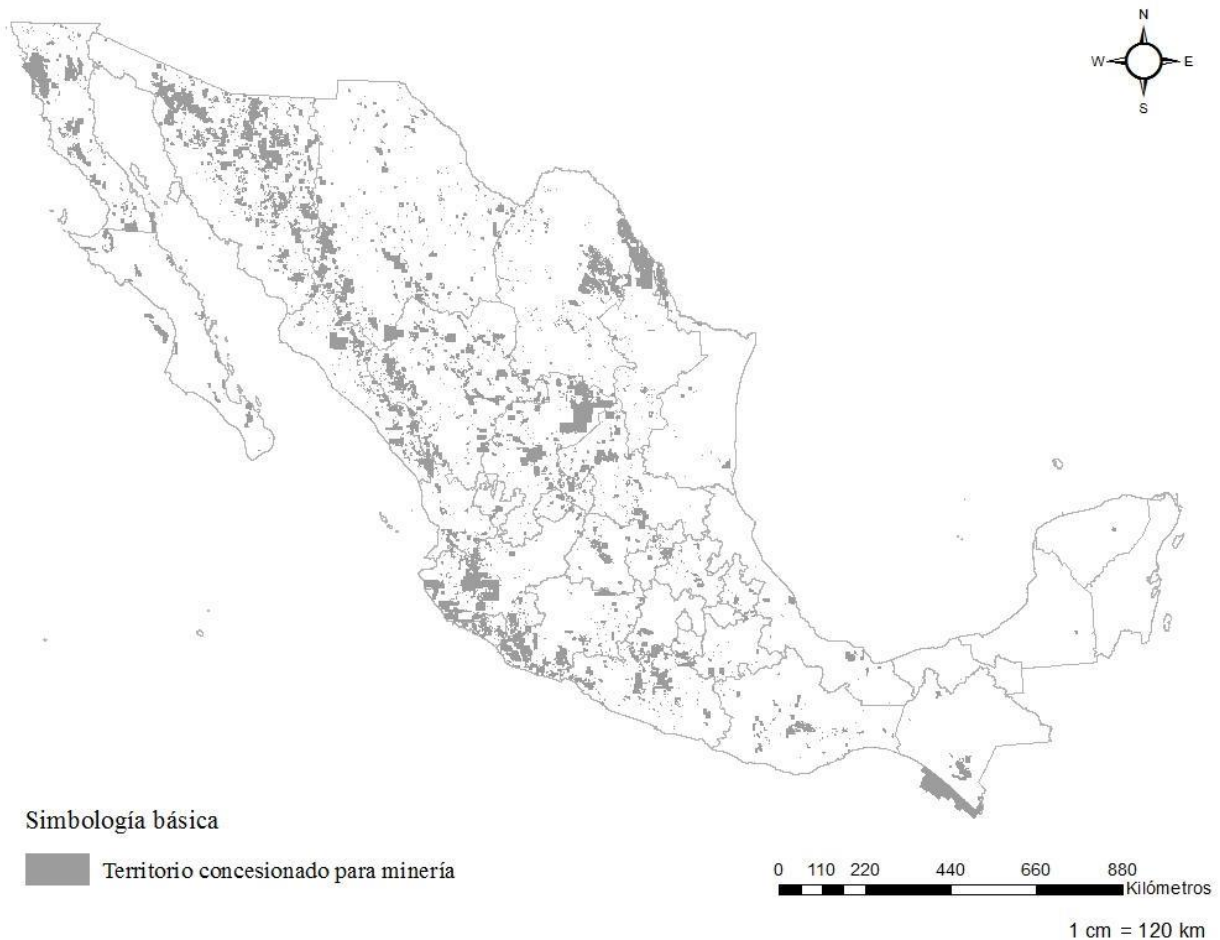 N
W E
S
Simbología básica
Territorio concesionado para minería
0 110 220 440 660 880
Kilómetros
1 cm = 120 km